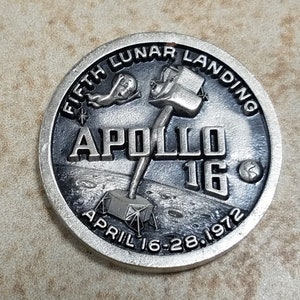 FIFTH LUNAR LANDING
APOLLO
16
APRIL 16-28.1972